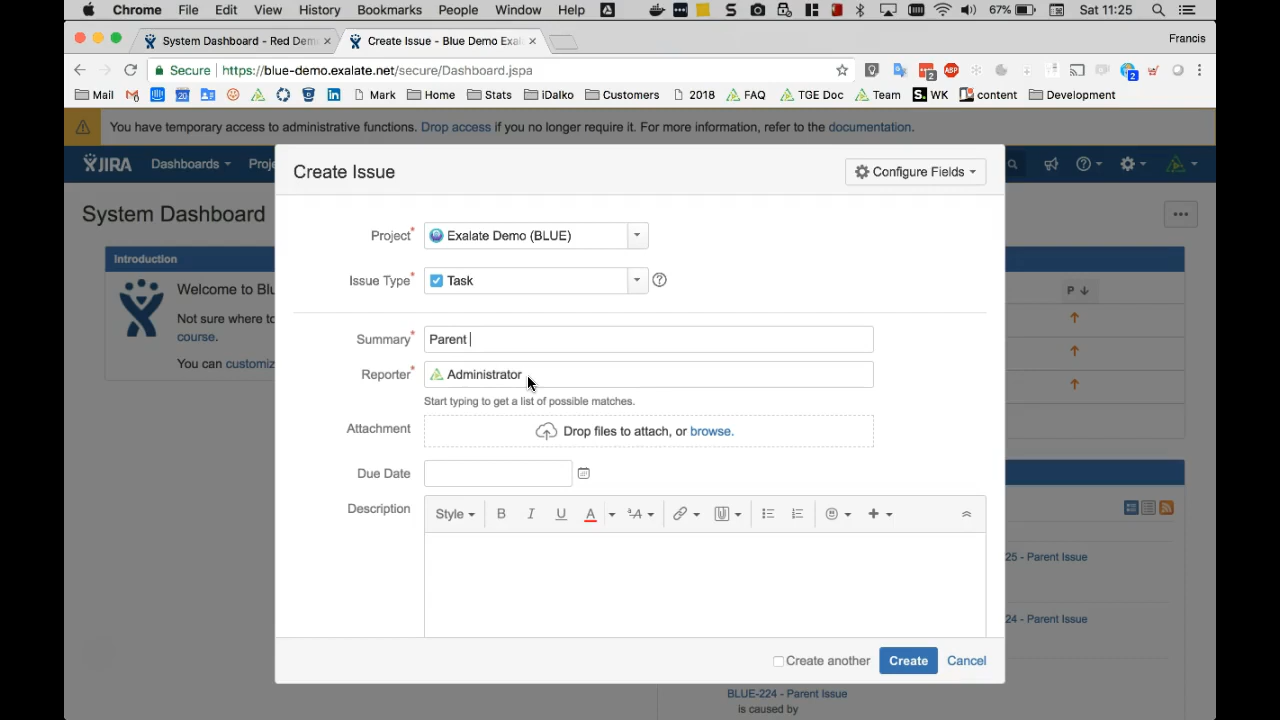 Chrome File Edit View History Bookmarks People Window Help 67% Sat 11:25
System Dashboard - Red Dem × Create Issue - Blue Demo Exal × Francis
Secure https://blue-demo.exalate.net/secure/Dashboard.jspa
Mail 20 Mark Home Stats iDalko Customers 2018 FAQ TGE Doc Team WK content Development
You have temporary access to administrative functions. Drop access if you no longer require it. For more information, refer to the documentation.
JIRA Dashboards Proj
System Dashboard
Introduction
Welcome to Blu
Not sure where to
course.
You can customiz
P
Create Issue
Configure Fields
Project* Exalate Demo (BLUE)
Issue Type* Task
Summary* Parent
Reporter* Administrator
Start typing to get a list of possible matches.
Attachment Drop files to attach, or browse.
Due Date
Description Style B I U A
Create another Create Cancel
25 - Parent Issue
24 - Parent Issue
BLUE-224 - Parent Issue
is caused by